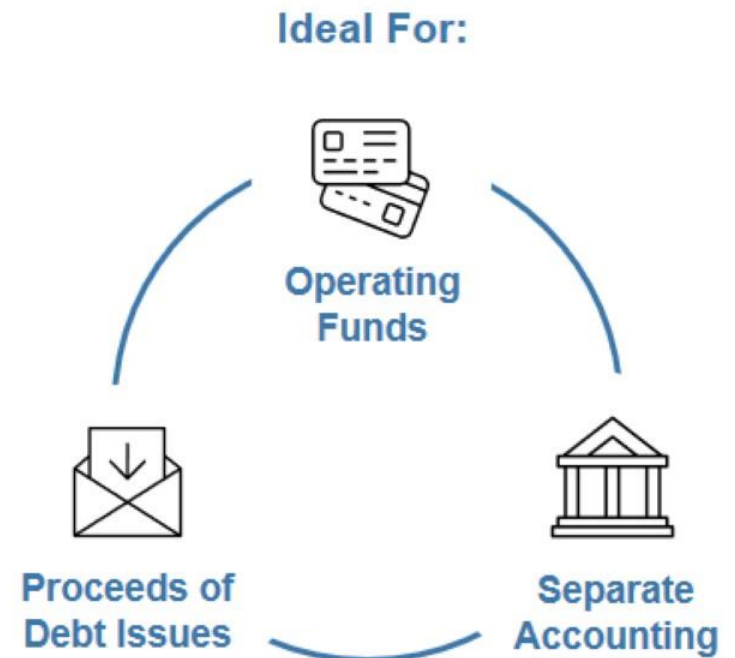 Ideal For:
Operating
Funds
Proceeds of
Debt Issues
Separate
Accounting